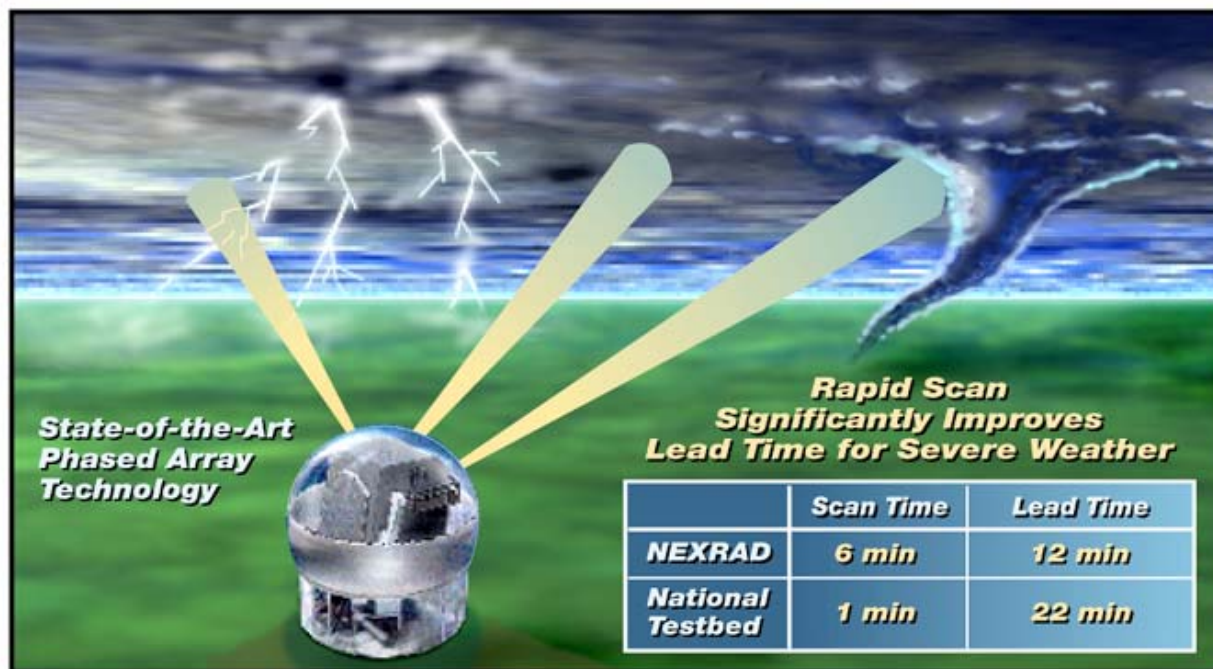 State-of-the-Art
Phased Array
Technology
Rapid Scan
Significantly Improves
Lead Time for Severe Weather
Scan Time Lead Time
NEXRAD 6 min 12 min
National
Testbed 1 min 22 min